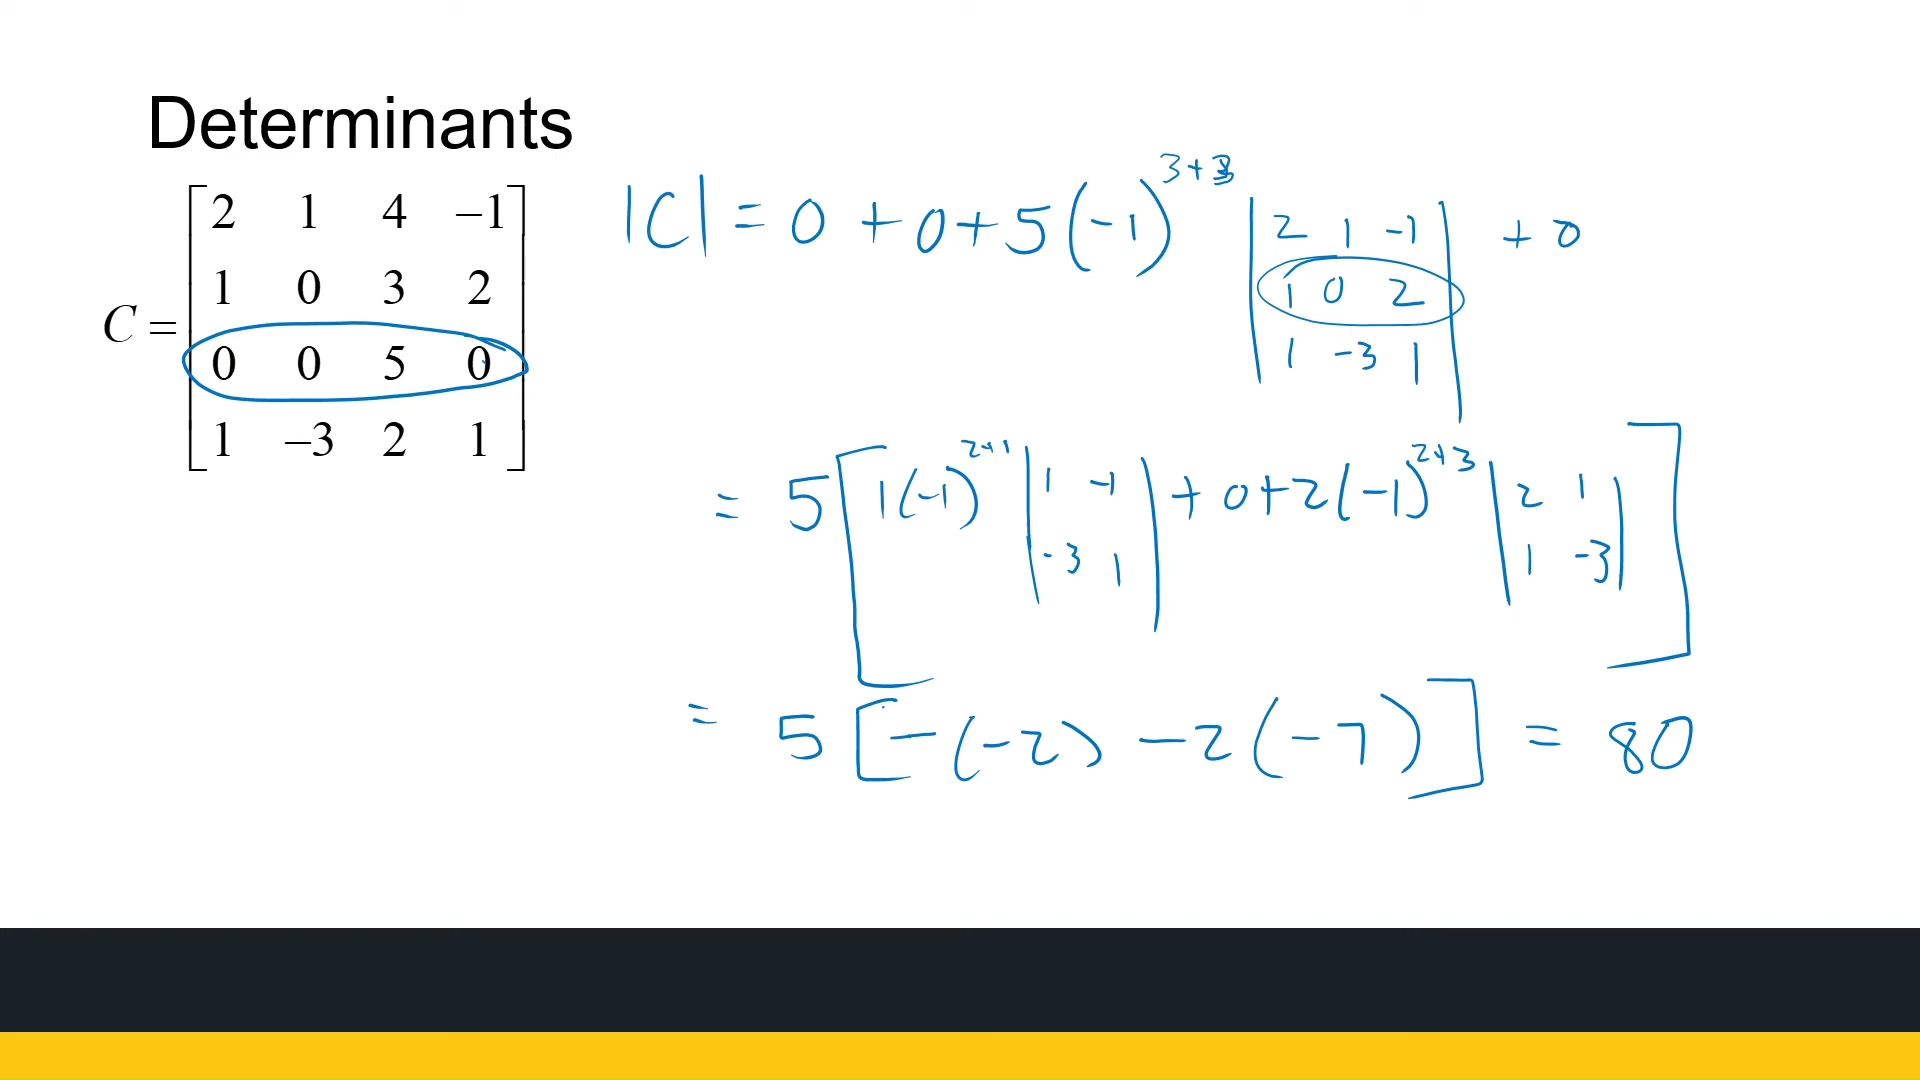 Determinants
C = [2 1 4 −1
1 0 3 2
0 0 5 0
1 −3 2 1]
|C| = 0 + 0 + 5(-1)^{3+3} |2 1 -1
1 0 2
1 -3 1| + 0
= 5[1(-1)^{2+1} |1 -1
-3 1| + 0 + 2(-1)^{2+3} |2 1
1 -3|]
= 5[-(-2) - 2(-7)] = 80